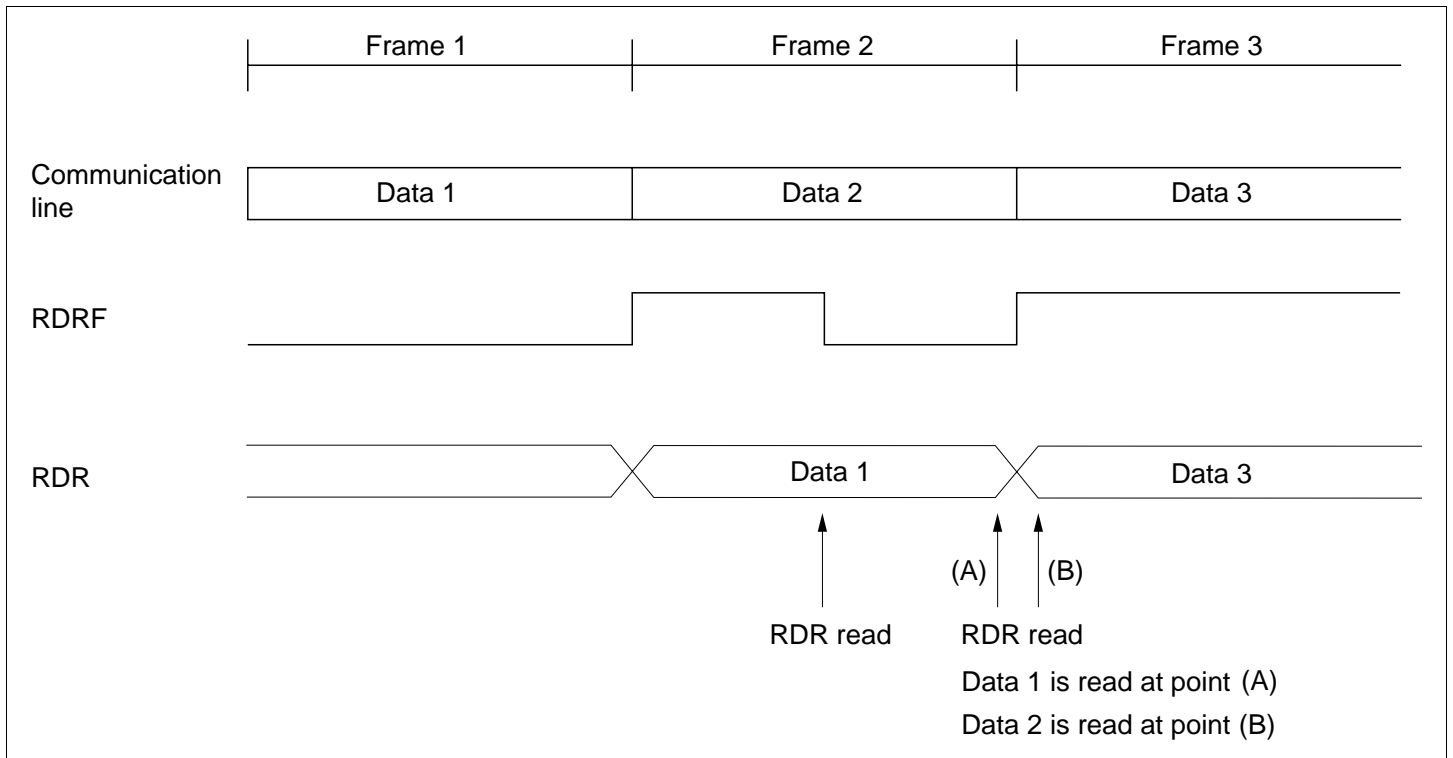 Frame 1 Frame 2 Frame 3
Communication
line
Data 1 Data 2 Data 3
RDRF
RDR
Data 1 Data 3
(A) (B)
RDR read RDR read
Data 1 is read at point (A)
Data 2 is read at point (B)